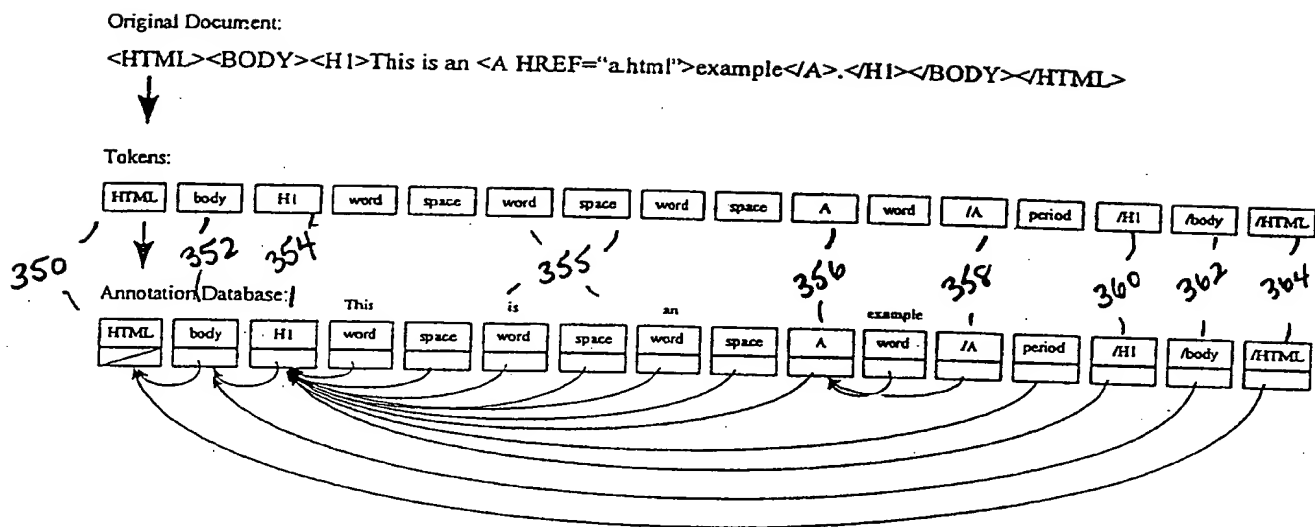 Original Document:
<HTML><BODY><H1>This is an <A HREF="a.html">example</A>.</H1></BODY></HTML>
Tokens:
HTML body H1 word space word space word space A word /A period /H1 /body /HTML
350 352 354 355 356 358 360 362 364
Annotation Database:
This is an example
HTML body H1 word space word space word space A word /A period /H1 /body /HTML